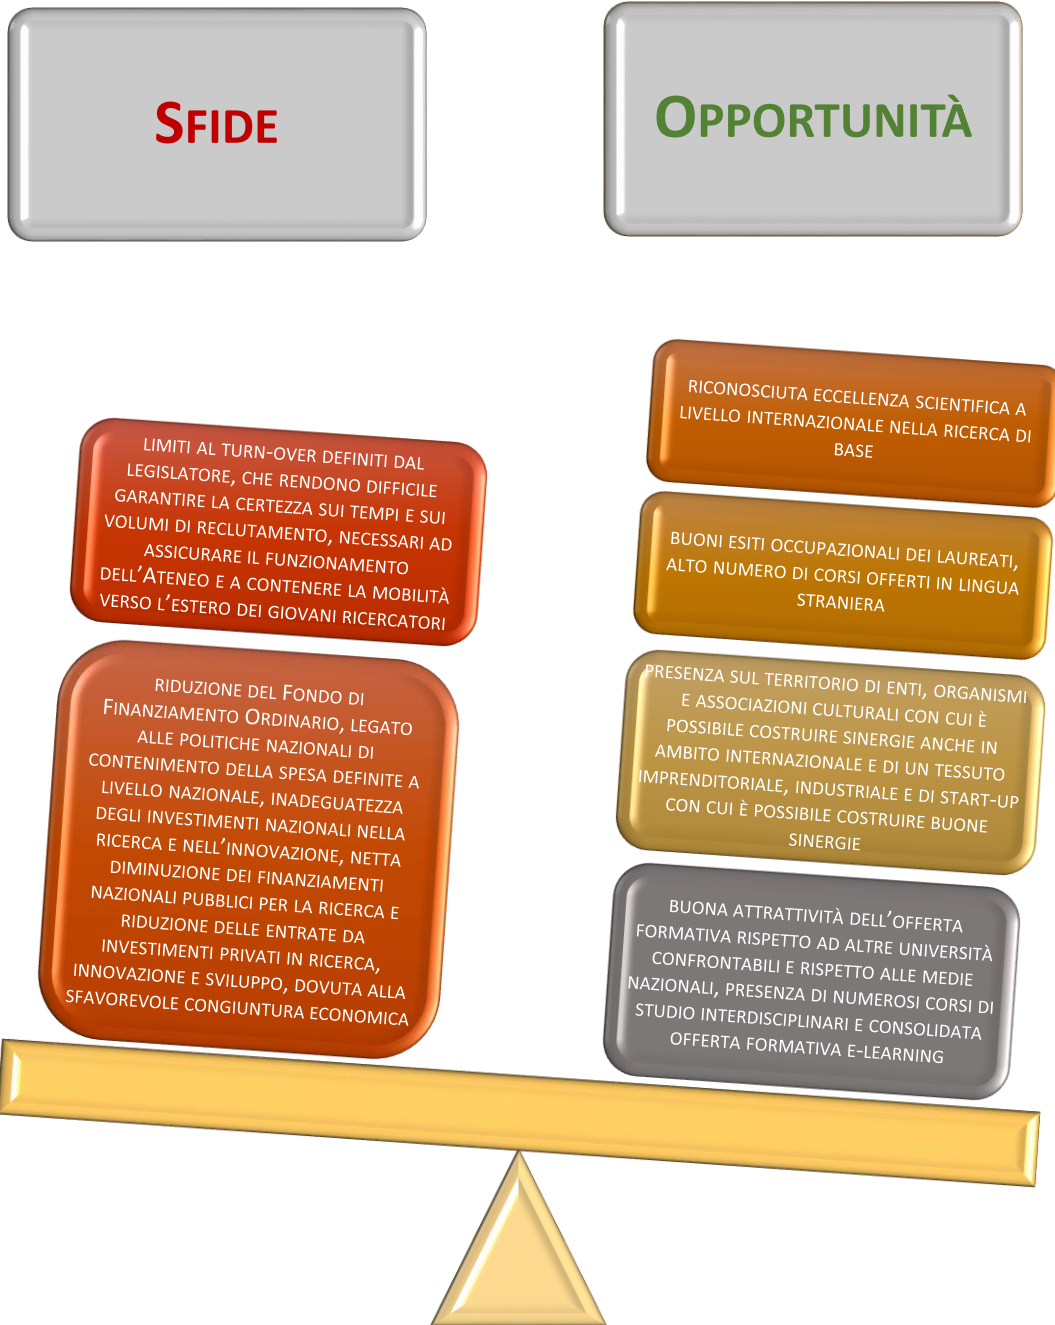 SFIDE
LIMITI AL TURN-OVER DEFINITI DAL
LEGISLATORE, CHE RENDONO DIFFICILE
GARANTIRE LA CERTEZZA SUI TEMPI E SUI
VOLUMI DI RECLUTAMENTO, NECESSARI AD
ASSICURARE IL FUNZIONAMENTO
DELL'ATENEO E A CONTENERE LA MOBILITÀ
VERSO L'ESTERO DEI GIOVANI RICERCATORI
RIDUZIONE DEL FONDO DI
FINANZIAMENTO ORDINARIO, LEGATO
ALLE POLITICHE NAZIONALI DI
CONTENIMENTO DELLA SPESA DEFINITE A
LIVELLO NAZIONALE, INADEGUATEZZA
DEGLI INVESTIMENTI NAZIONALI NELLA
RICERCA E NELL'INNOVAZIONE, NETTA
DIMINUZIONE DEI FINANZIAMENTI
NAZIONALI PUBBLICI PER LA RICERCA E
RIDUZIONE DELLE ENTRATE DA
INVESTIMENTI PRIVATI IN RICERCA,
INNOVAZIONE E SVILUPPO, DOVUTA ALLA
SFAVOREVOLE CONGIUNTURA ECONOMICA
OPPORTUNITÀ
RICONOSCIUTA ECCELLENZA SCIENTIFICA A
LIVELLO INTERNAZIONALE NELLA RICERCA DI
BASE
BUONI ESITI OCCUPAZIONALI DEI LAUREATI,
ALTO NUMERO DI CORSI OFFERTI IN LINGUA
STRANIERA
PRESENZA SUL TERRITORIO DI ENTI, ORGANISMI
E ASSOCIAZIONI CULTURALI CON CUI È
POSSIBILE COSTRUIRE SINERGIE ANCHE IN
AMBITO INTERNAZIONALE E DI UN TESSUTO
IMPRENDITORIALE, INDUSTRIALE E DI START-UP
CON CUI È POSSIBILE COSTRUIRE BUONE
SINERGIE
BUONA ATTRATTIVITÀ DELL'OFFERTA
FORMATIVA RISPETTO AD ALTRE UNIVERSITÀ
CONFRONTABILI E RISPETTO ALLE MEDIE
NAZIONALI, PRESENZA DI NUMEROSI CORSI DI
STUDIO INTERDISCIPLINARI E CONSOLIDATA
OFFERTA FORMATIVA E-LEARNING